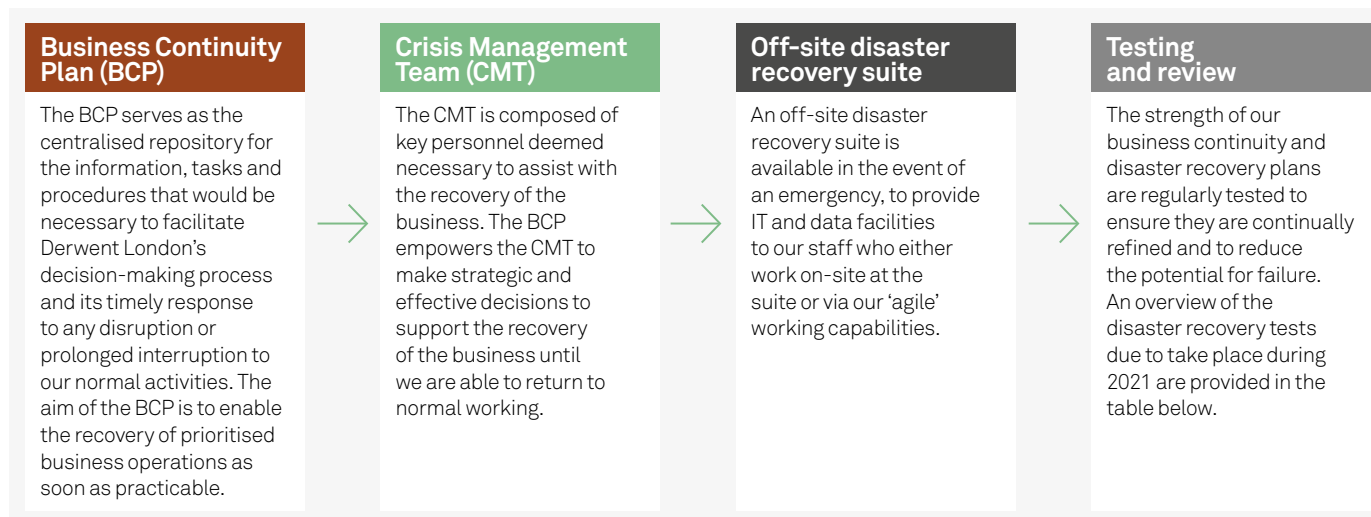 Business Continuity
Plan (BCP)
The BCP serves as the
centralised repository for
the information, tasks and
procedures that would be
necessary to facilitate
Derwent London’s
decision-making process
and its timely response
to any disruption or
prolonged interruption to
our normal activities. The
aim of the BCP is to enable
the recovery of prioritised
business operations as
soon as practicable.
Crisis Management
Team (CMT)
The CMT is composed of
key personnel deemed
necessary to assist with
the recovery of the
business. The BCP
empowers the CMT to
make strategic and
effective decisions to
support the recovery
of the business until
we are able to return to
normal working.
Off-site disaster
recovery suite
An off-site disaster
recovery suite is
available in the event of
an emergency, to provide
IT and data facilities
to our staff who either
work on-site at the
suite or via our ‘agile’
working capabilities.
Testing
and review
The strength of our
business continuity and
disaster recovery plans
are regularly tested to
ensure they are continually
refined and to reduce
the potential for failure.
An overview of the
disaster recovery tests
due to take place during
2021 are provided in the
table below.